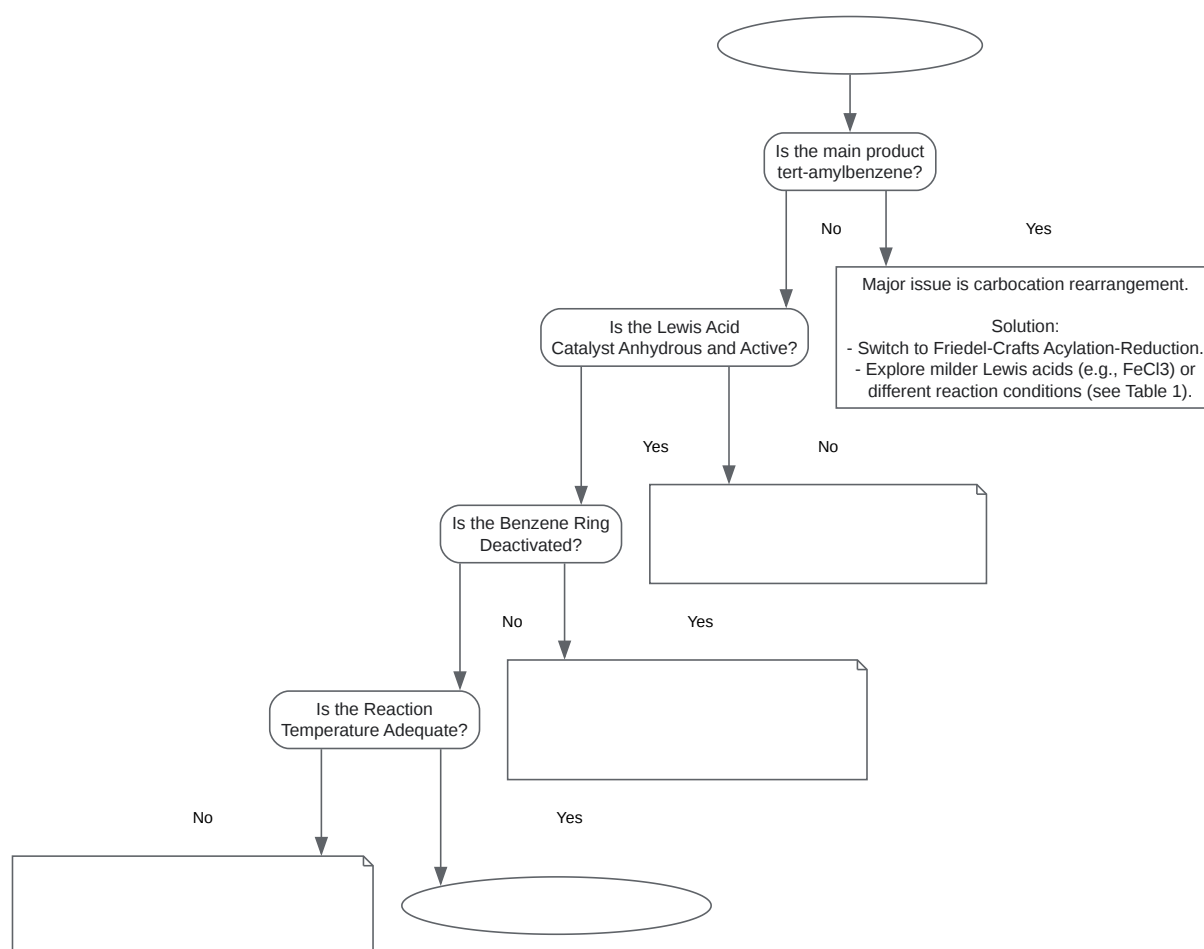 Is the main product
tert-amylbenzene?
No
Yes
Major issue is carbocation rearrangement.
Solution:
- Switch to Friedel-Crafts Acylation-Reduction.
- Explore milder Lewis acids (e.g., FeCl3) or
different reaction conditions (see Table 1).
Is the Lewis Acid
Catalyst Anhydrous and Active?
Yes
No
Is the Benzene Ring
Deactivated?
No
Yes
Is the Reaction
Temperature Adequate?
No
Yes